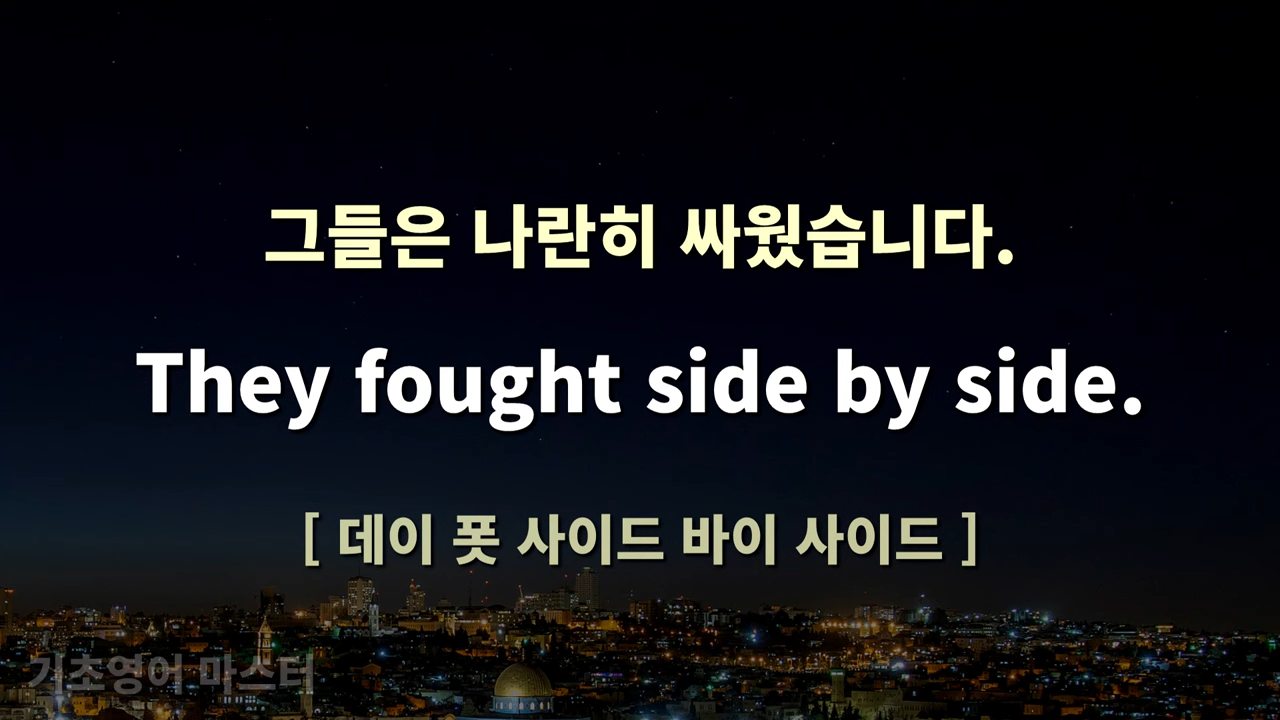 그들은 나란히 싸웠습니다.
They fought side by side.
[ 데이 폿 사이드 바이 사이드 ]
기초영어 마스터